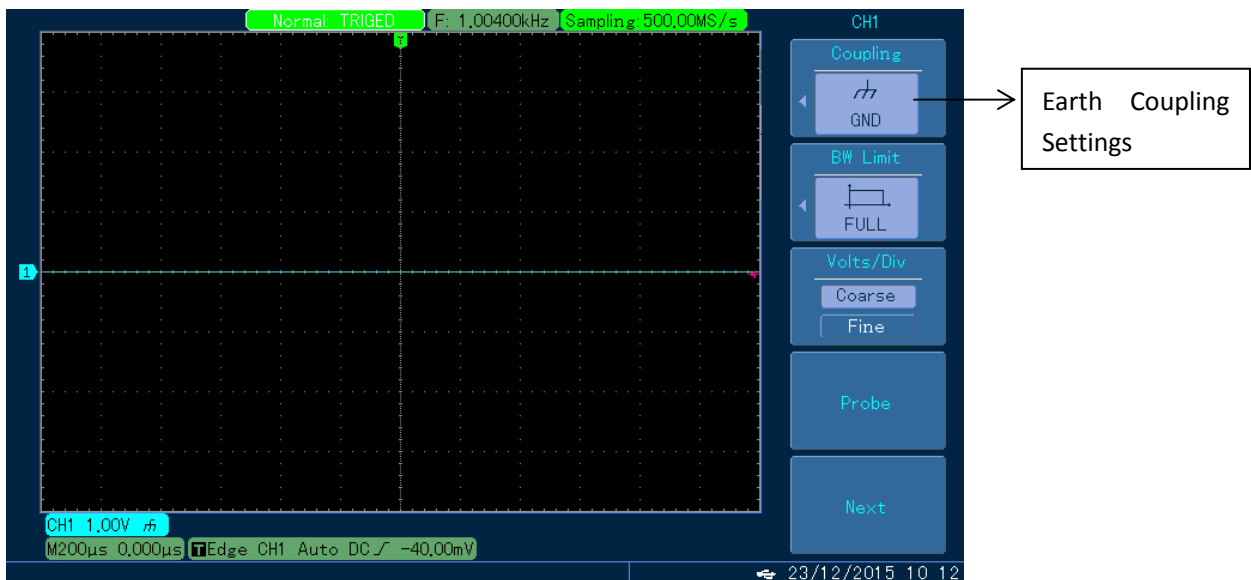 Normal: TRIGED F: 1.00400kHz Sampling:500.00MS/s CH1
T
Coupling
GND
Earth Coupling
Settings
BW Limit
FULL
1
Volts/Div
Coarse
Fine
Probe
Next
CH1 1.00V
M200μs 0.000μs T Edge CH1 Auto DC -40.00mV
23/12/2015 10 12